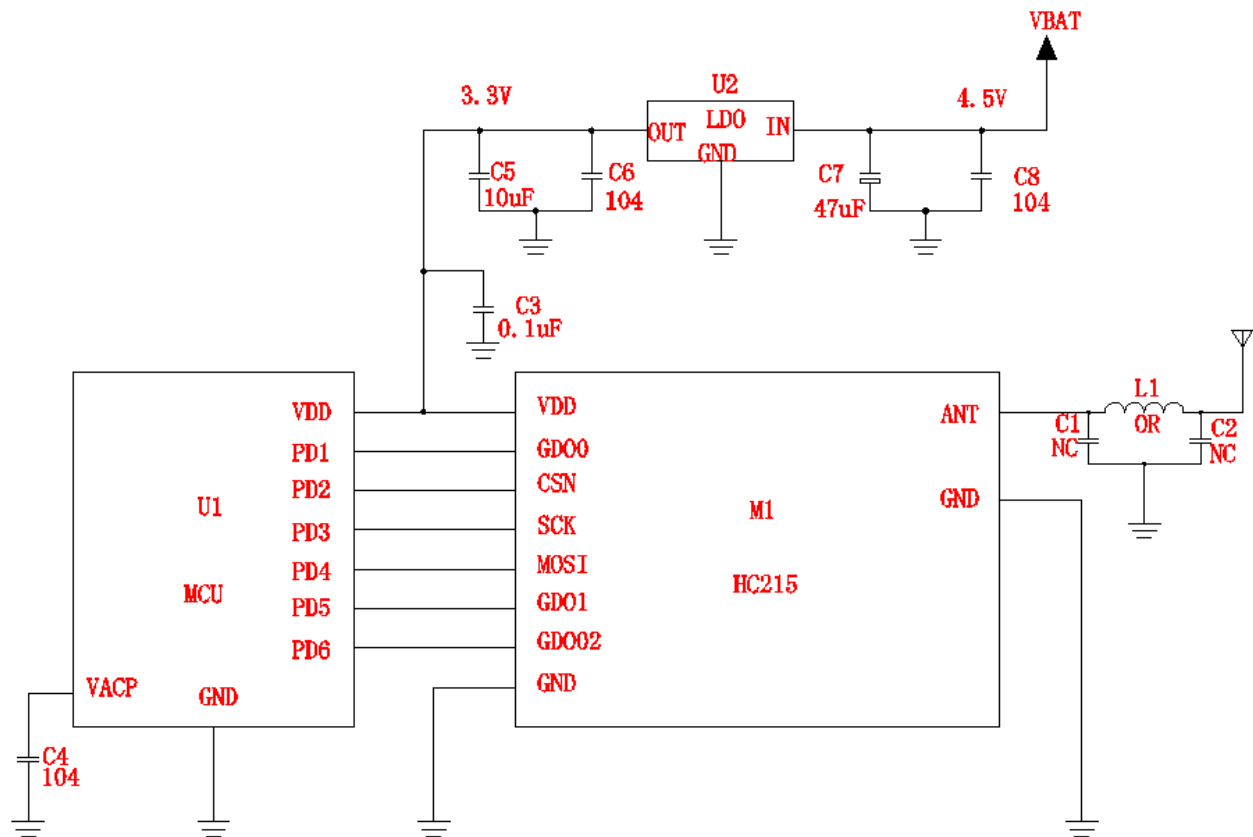 VBAT
U2
3.3V
4.5V
OUT
LDO
IN
GND
C5
10uF
C6
104
C7
47uF
C8
104
C3
0.1uF
VDD
PD1
PD2
PD3
PD4
PD5
PD6
U1
MCU
VACP
GND
C4
104
VDD
GDO0
CSN
SCK
MOSI
GDO1
GDO02
GND
M1
HC215
ANT
GND
L1
0R
C1
NC
C2
NC